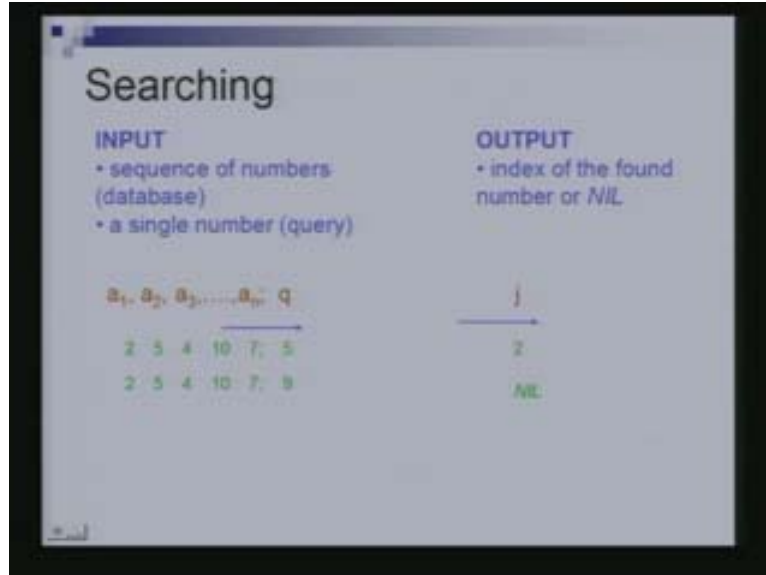 Searching
INPUT
• sequence of numbers
(database)
• a single number (query)
OUTPUT
• index of the found
number or NIL
a₁, a₂, a₃,....,aₙ; q
j
2 5 4 10 7; 5
2
2 5 4 10 7; 9
NIL